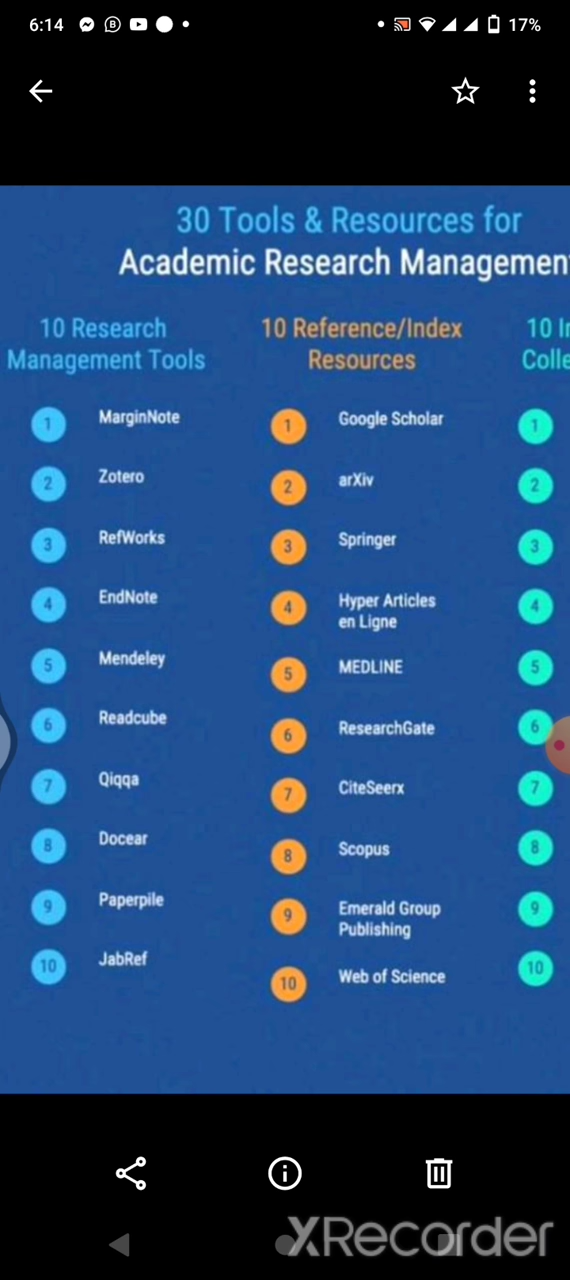 6:14
17%
30 Tools & Resources for
Academic Research Managemen
10 Research
Management Tools
1 MarginNote
2 Zotero
3 RefWorks
4 EndNote
5 Mendeley
6 Readcube
7 Qiqqa
8 Docear
9 Paperpile
10 JabRef
10 Reference/Index
Resources
1 Google Scholar
2 arXiv
3 Springer
4 Hyper Articles
en Ligne
5 MEDLINE
6 ResearchGate
7 CiteSeerx
8 Scopus
9 Emerald Group
Publishing
10 Web of Science
10 I
Colle
1
2
3
4
5
6
7
8
9
10
XRecorder